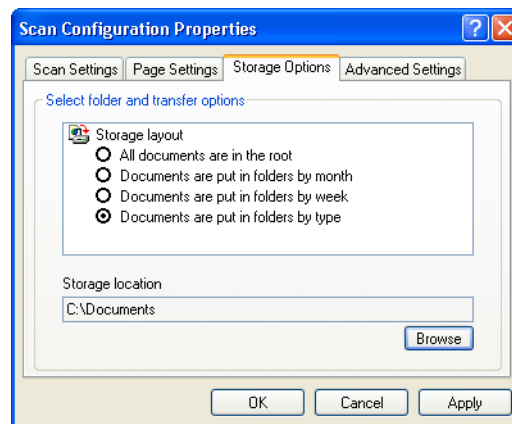 Scan Configuration Properties
Scan Settings Page Settings Storage Options Advanced Settings
Select folder and transfer options
Storage layout
All documents are in the root
Documents are put in folders by month
Documents are put in folders by week
Documents are put in folders by type
Storage location
C:\Documents
Browse
OK Cancel Apply